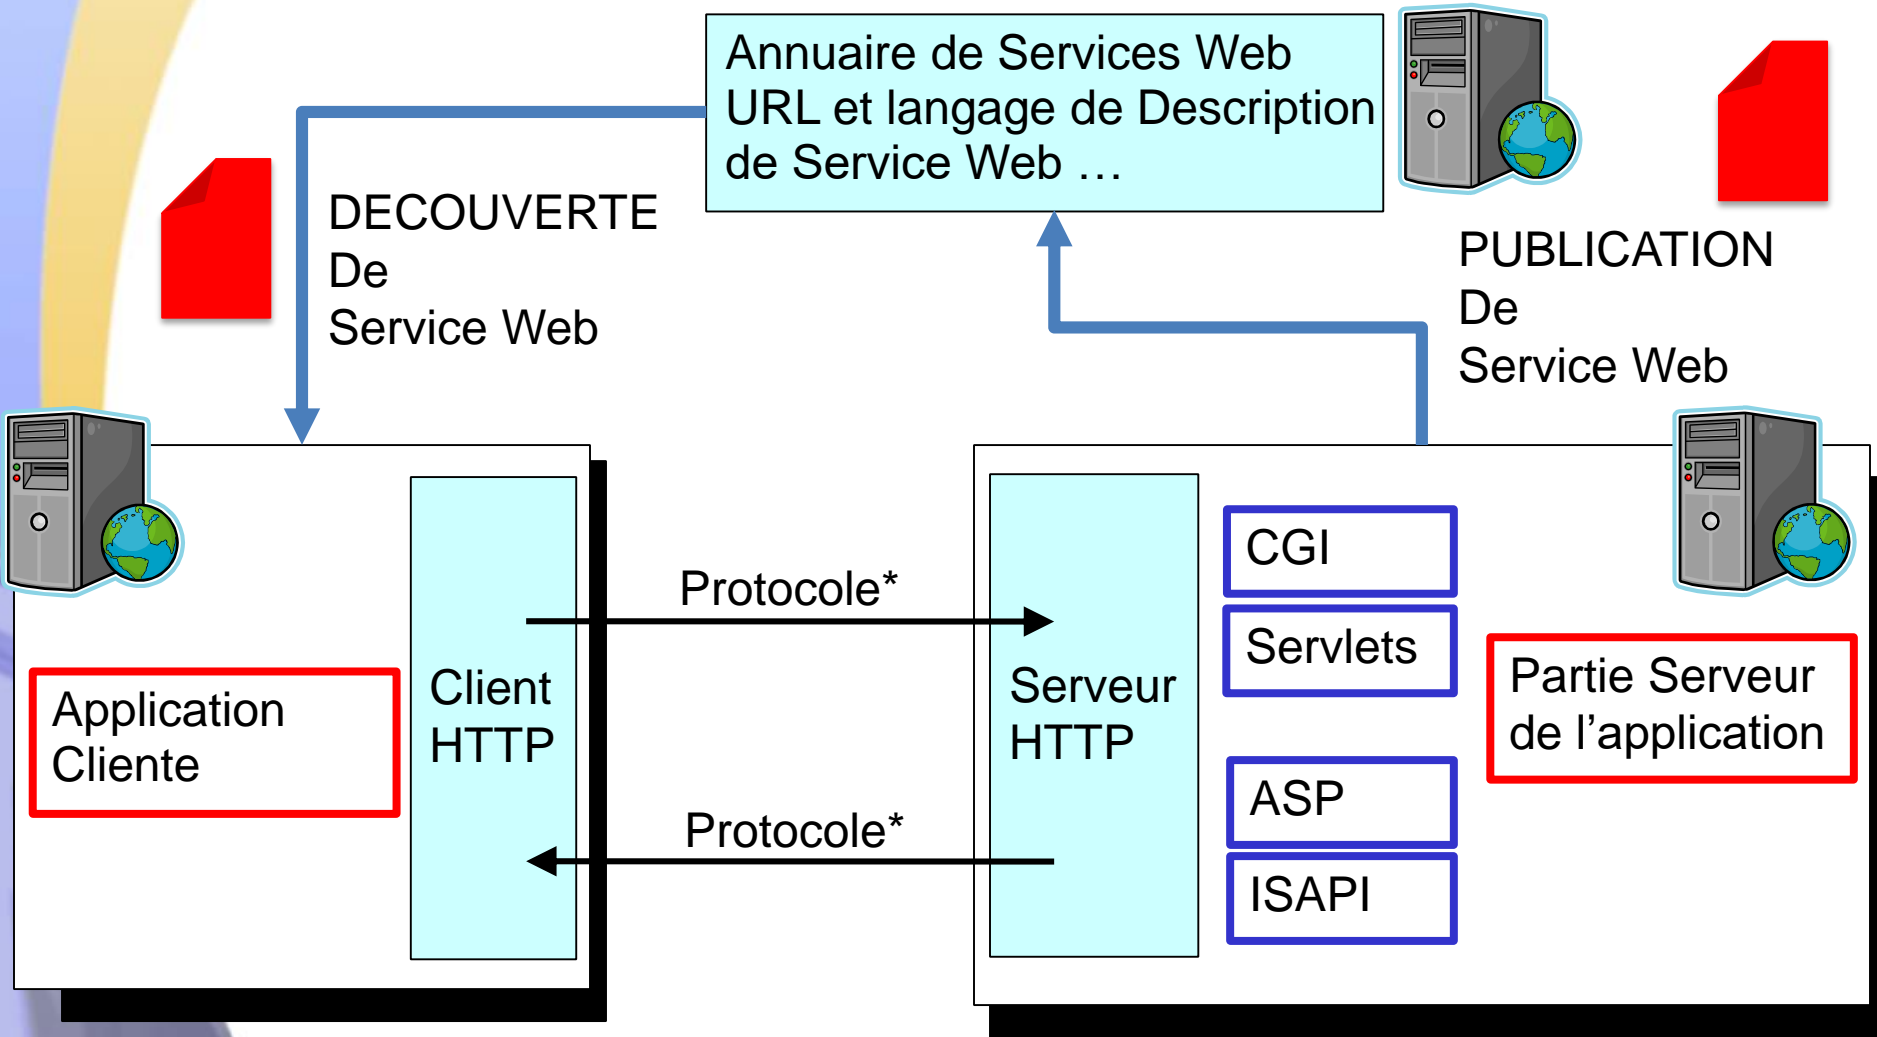 Annuaire de Services Web
URL et langage de Description
de Service Web …
DECOUVERTE
De
Service Web
PUBLICATION
De
Service Web
Application
Cliente
Client
HTTP
Protocole*
Protocole*
Serveur
HTTP
CGI
Servlets
ASP
ISAPI
Partie Serveur
de l’application